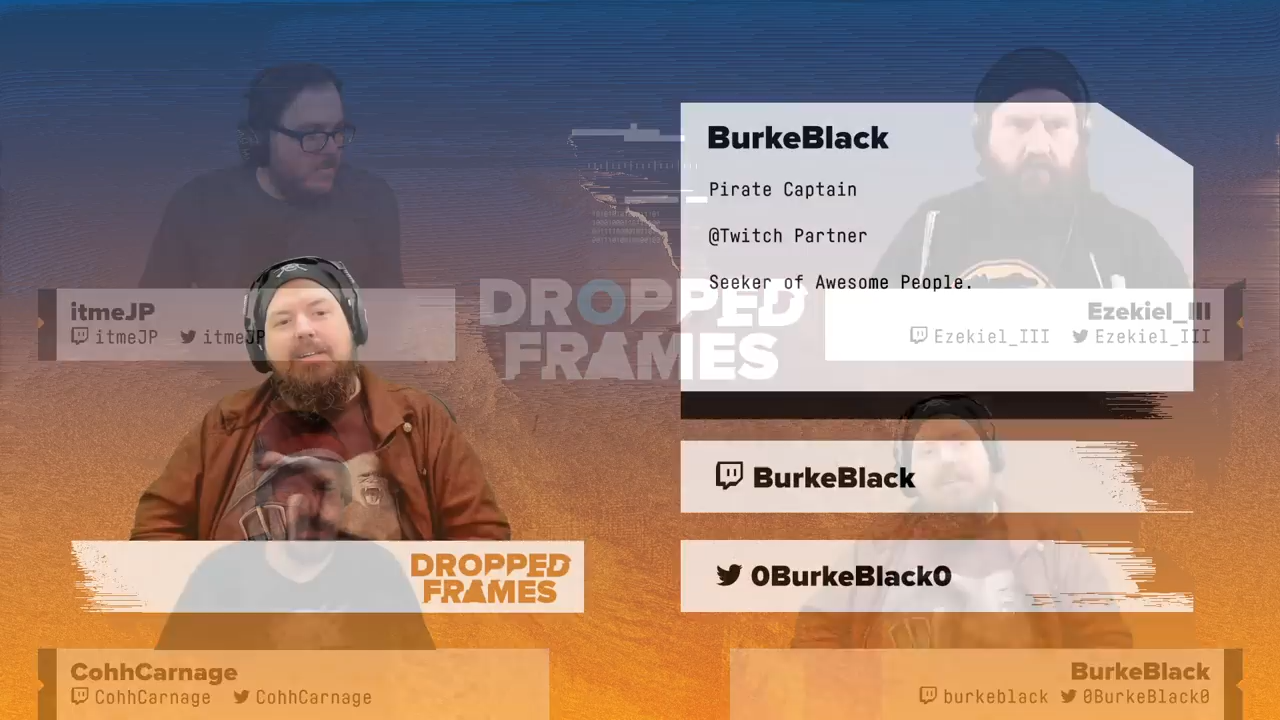 BurkeBlack
Pirate Captain
@Twitch Partner
Seeker of Awesome People.
itmeJP
itmeJP itmeJP
DROPPED
FRAMES
Ezekiel_III
Ezekiel_III Ezekiel_III
BurkeBlack
0BurkeBlack0
DROPPED
FRAMES
CohhCarnage
CohhCarnage CohhCarnage
BurkeBlack
burkeblack 0BurkeBlack0